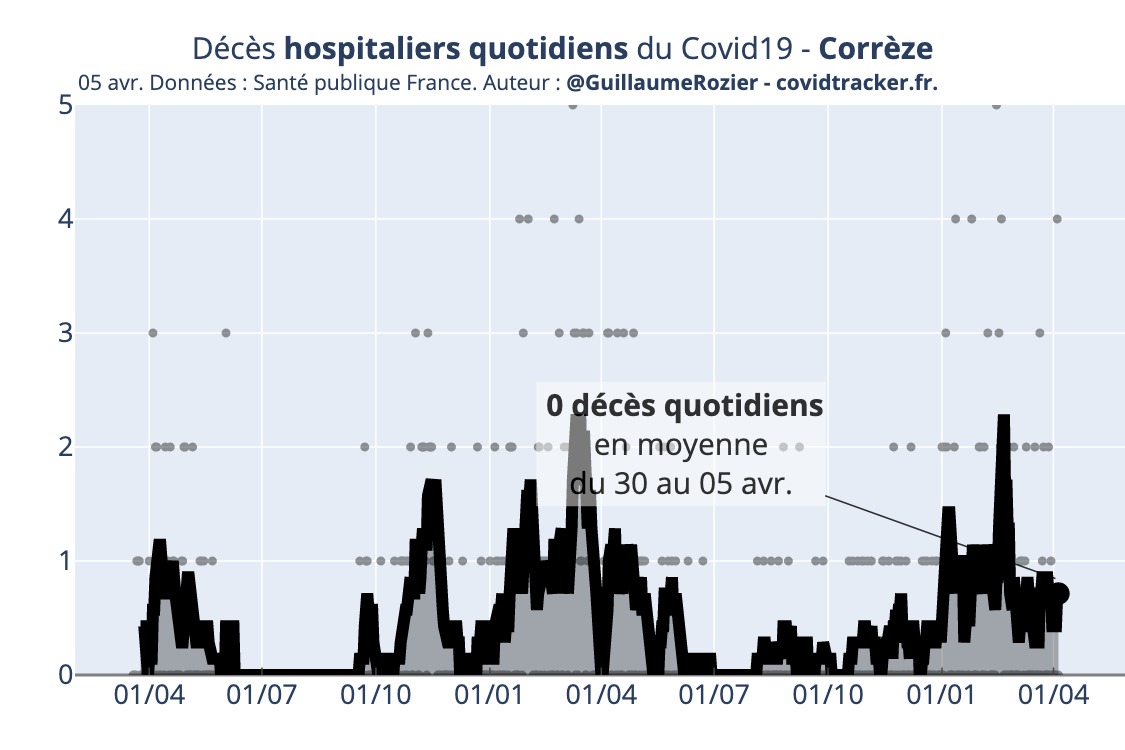 Décès hospitaliers quotidiens du Covid19 - Corrèze
05 avr. Données : Santé publique France. Auteur : @GuillaumeRozier - covidtracker.fr.
5
4
3
2
1
0
0 décès quotidiens
en moyenne
du 30 au 05 avr.
01/04 01/07 01/10 01/01 01/04 01/07 01/10 01/01 01/04